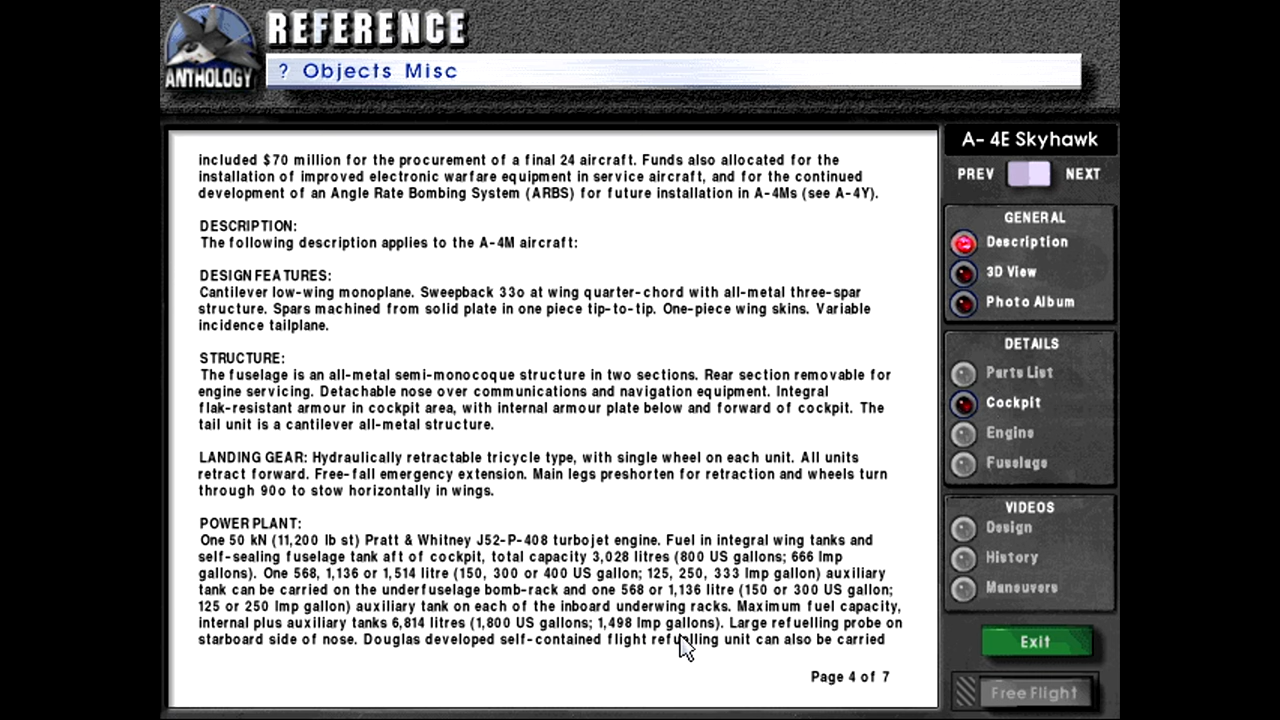 REFERENCE
ANTHOLOGY
? Objects Misc
included $70 million for the procurement of a final 24 aircraft. Funds also allocated for the
installation of improved electronic warfare equipment in service aircraft, and for the continued
development of an Angle Rate Bombing System (ARBS) for future installation in A-4Ms (see A-4Y).
DESCRIPTION:
The following description applies to the A-4M aircraft:
DESIGN FEATURES:
Cantilever low-wing monoplane. Sweepback 33o at wing quarter-chord with all-metal three-spar
structure. Spars machined from solid plate in one piece tip-to-tip. One-piece wing skins. Variable
incidence tailplane.
STRUCTURE:
The fuselage is an all-metal semi-monocoque structure in two sections. Rear section removable for
engine servicing. Detachable nose over communications and navigation equipment. Integral
flak-resistant armour in cockpit area, with internal armour plate below and forward of cockpit. The
tail unit is a cantilever all-metal structure.
LANDING GEAR: Hydraulically retractable tricycle type, with single wheel on each unit. All units
retract forward. Free-fall emergency extension. Main legs preshorten for retraction and wheels turn
through 90o to stow horizontally in wings.
POWER PLANT:
One 50 kN (11,200 lb st) Pratt & Whitney J52-P-408 turbojet engine. Fuel in integral wing tanks and
self-sealing fuselage tank aft of cockpit, total capacity 3,028 litres (800 US gallons; 666 Imp
gallons). One 568, 1,136 or 1,514 litre (150, 300 or 400 US gallon; 125, 250, 333 Imp gallon) auxiliary
tank can be carried on the underfuselage bomb-rack and one 568 or 1,136 litre (150 or 300 US gallon;
125 or 250 Imp gallon) auxiliary tank on each of the inboard underwing racks. Maximum fuel capacity,
internal plus auxiliary tanks 6,814 litres (1,800 US gallons; 1,498 Imp gallons). Large refuelling probe on
starboard side of nose. Douglas developed self-contained flight refuelling unit can also be carried
Page 4 of 7
A- 4E Skyhawk
PREV NEXT
GENERAL
Description
3D View
Photo Album
DETAILS
Parts List
Cockpit
Engine
Fuselage
VIDEOS
Design
History
Maneuvers
Exit
Free Flight